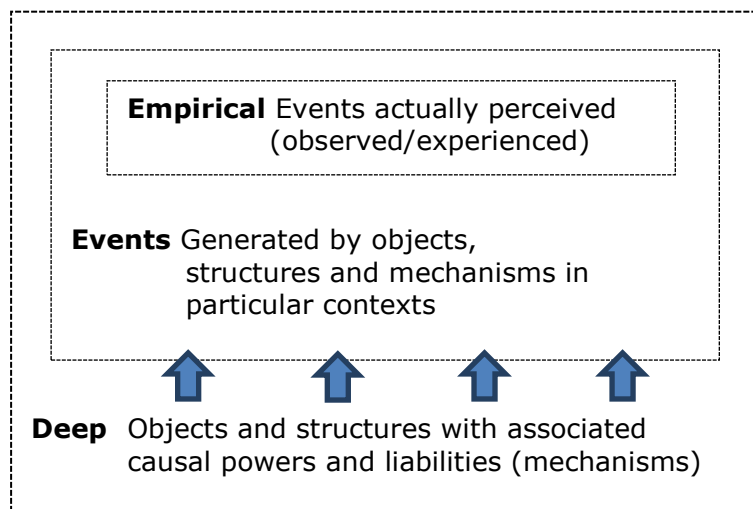 Empirical Events actually perceived
(observed/experienced)
Events Generated by objects,
structures and mechanisms in
particular contexts
Deep Objects and structures with associated
causal powers and liabilities (mechanisms)